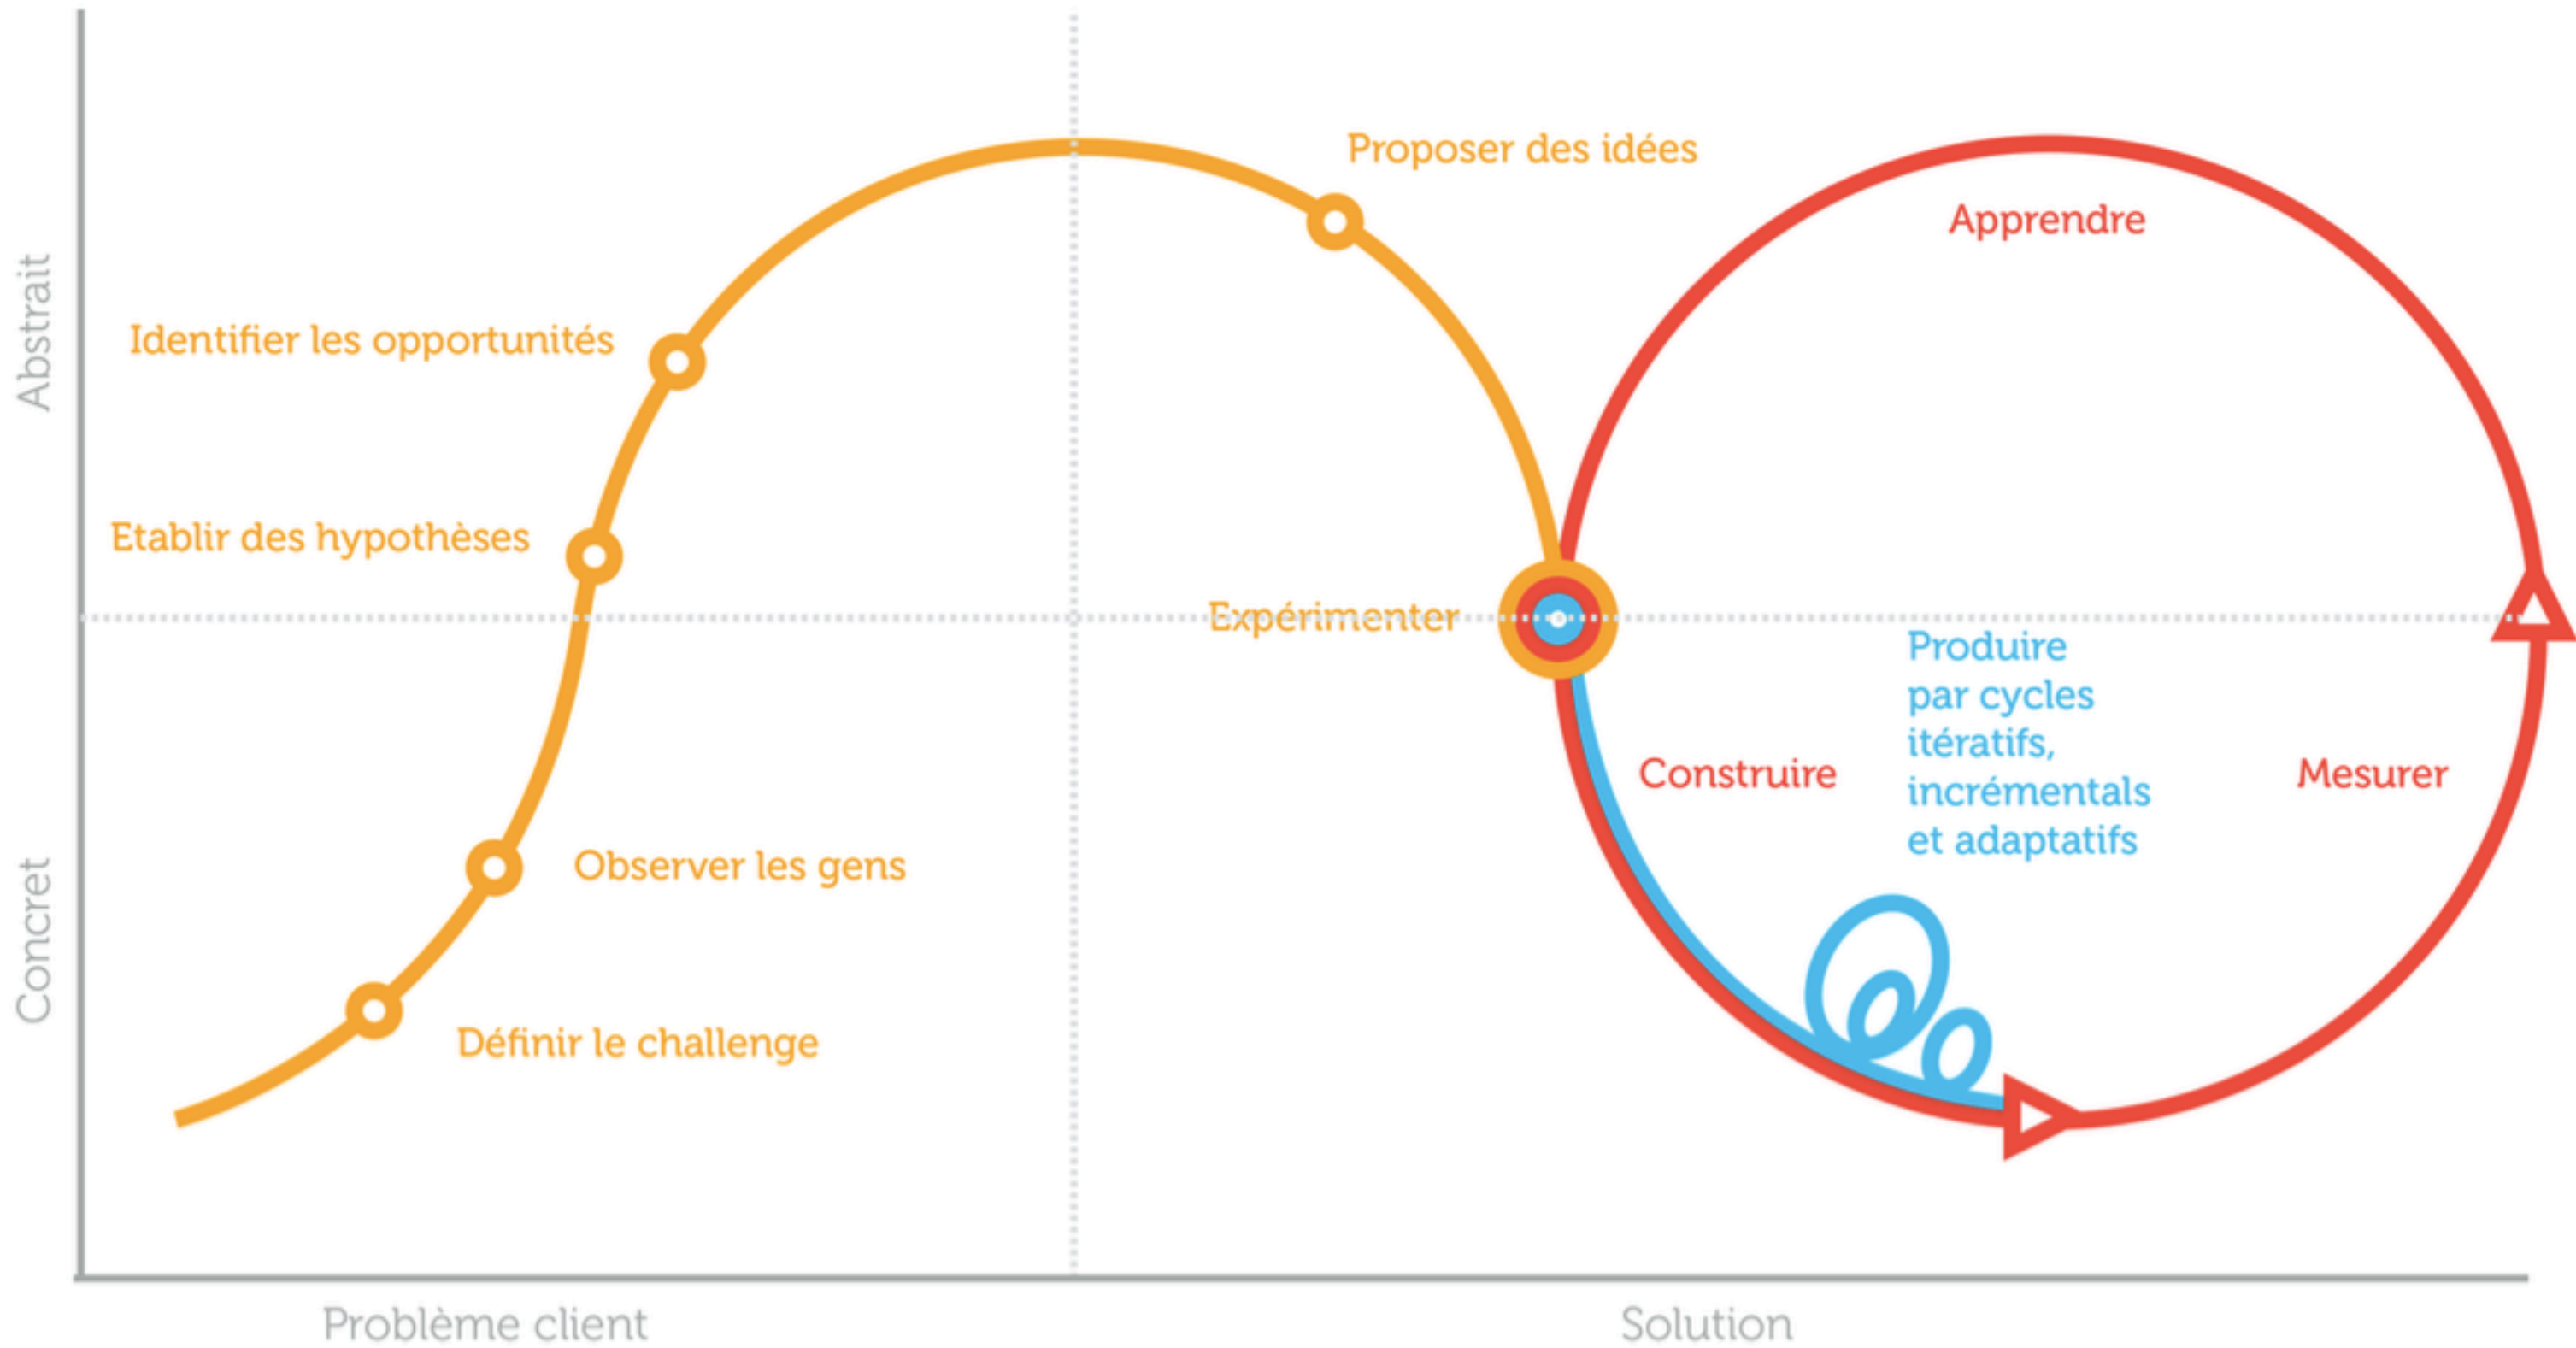 Proposer des idées
Apprendre
Abstrait
Identifier les opportunités
Etablir des hypothèses
Expérimenter
Produire
par cycles
itératifs,
incrémentals
et adaptatifs
Construire
Mesurer
Observer les gens
Concret
Définir le challenge
Problème client
Solution